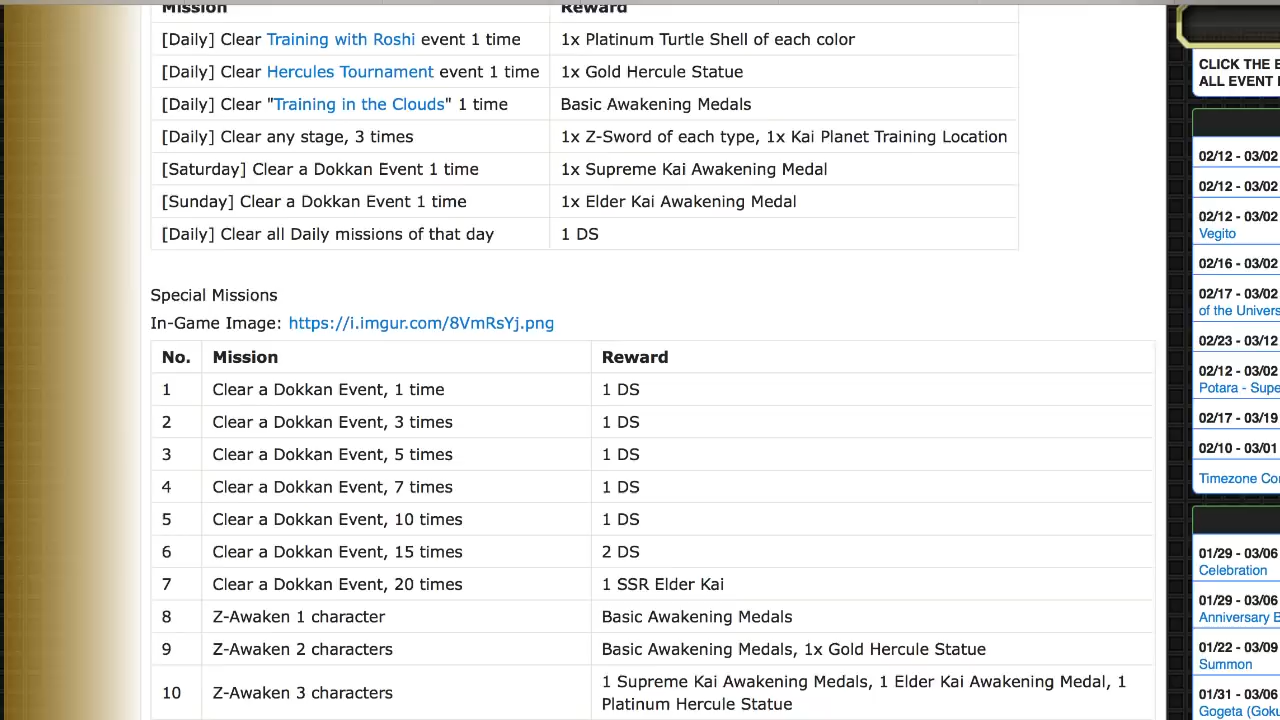 Mission Reward
[Daily] Clear Training with Roshi event 1 time 1x Platinum Turtle Shell of each color
[Daily] Clear Hercules Tournament event 1 time 1x Gold Hercule Statue
[Daily] Clear "Training in the Clouds" 1 time Basic Awakening Medals
[Daily] Clear any stage, 3 times 1x Z-Sword of each type, 1x Kai Planet Training Location
[Saturday] Clear a Dokkan Event 1 time 1x Supreme Kai Awakening Medal
[Sunday] Clear a Dokkan Event 1 time 1x Elder Kai Awakening Medal
[Daily] Clear all Daily mission of that day 1 DS
Special Missions
In-Game Image: https://i.imgur.com/8YmRsYj.png
No. Mission Reward
1 Clear a Dokkan Event, 1 time 1 DS
2 Clear a Dokkan Event, 3 times 1 DS
3 Clear a Dokkan Event, 5 times 1 DS
4 Clear a Dokkan Event, 7 times 1 DS
5 Clear a Dokkan Event, 10 times 1 DS
6 Clear a Dokkan Event, 15 times 2 DS
7 Clear a Dokkan Event, 20 times 1 SSR Elder Kai
8 Z-Awaken 1 character Basic Awakening Medals
9 Z-Awaken 2 characters Basic Awakening Medals, 1x Gold Hercule Statue
10 Z-Awaken 3 characters 1 Supreme Kai Awakening Medals, 1 Elder Kai Awakening Medal, 1
Platinum Hercule Statue
CLICK THE
ALL EVENT
02/12 - 03/02
02/12 - 03/02
02/12 - 03/02
Vegito
02/16 - 03/02
02/17 - 03/02
of the Univers
02/23 - 03/12
02/12 - 03/02
Potara - Supe
02/17 - 03/19
02/10 - 03/01
Timezone Co
01/29 - 03/06
Celebration
01/29 - 03/06
Anniversary
01/22 - 03/09
Summon
01/31 - 03/06
Gogeta (Goku